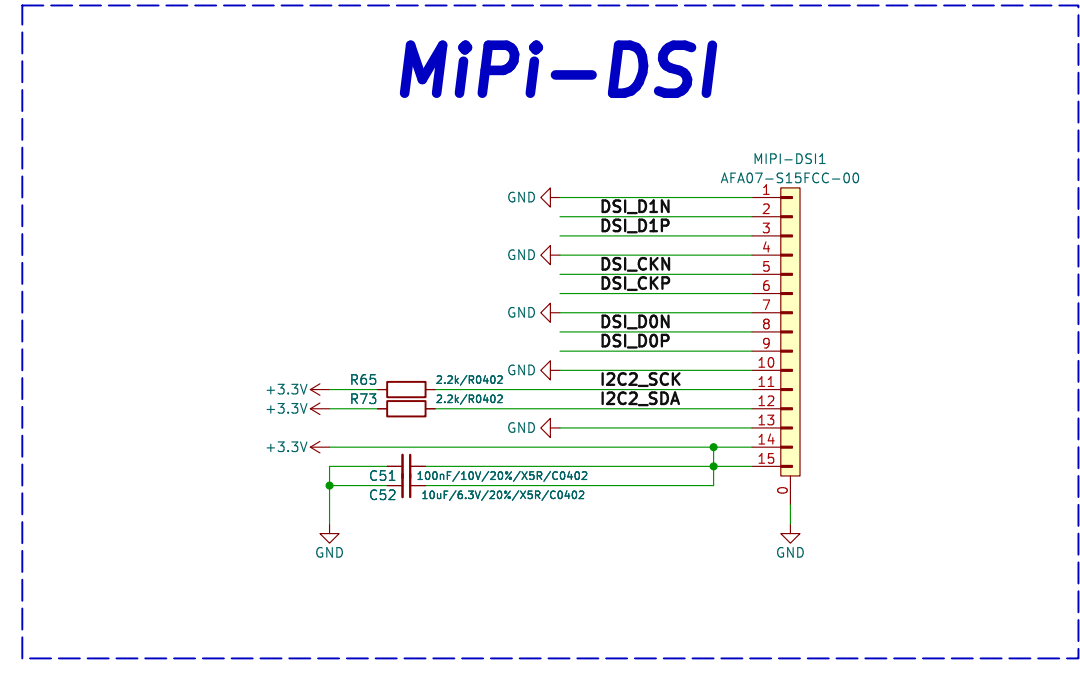 MiPi-DSI
MIPI-DSI1
AFA07-S15FCC-00
GND 1
DSI_D1N 2
DSI_D1P 3
GND 4
DSI_CKN 5
DSI_CKP 6
GND 7
DSI_D0N 8
DSI_D0P 9
GND 10
+3.3V R65 2.2k/R0402 I2C2_SCK 11
+3.3V R73 2.2k/R0402 I2C2_SDA 12
GND 13
+3.3V 14
15
C51 100nF/10V/20%/X5R/C0402
C52 10uF/6.3V/20%/X5R/C0402
0
GND GND